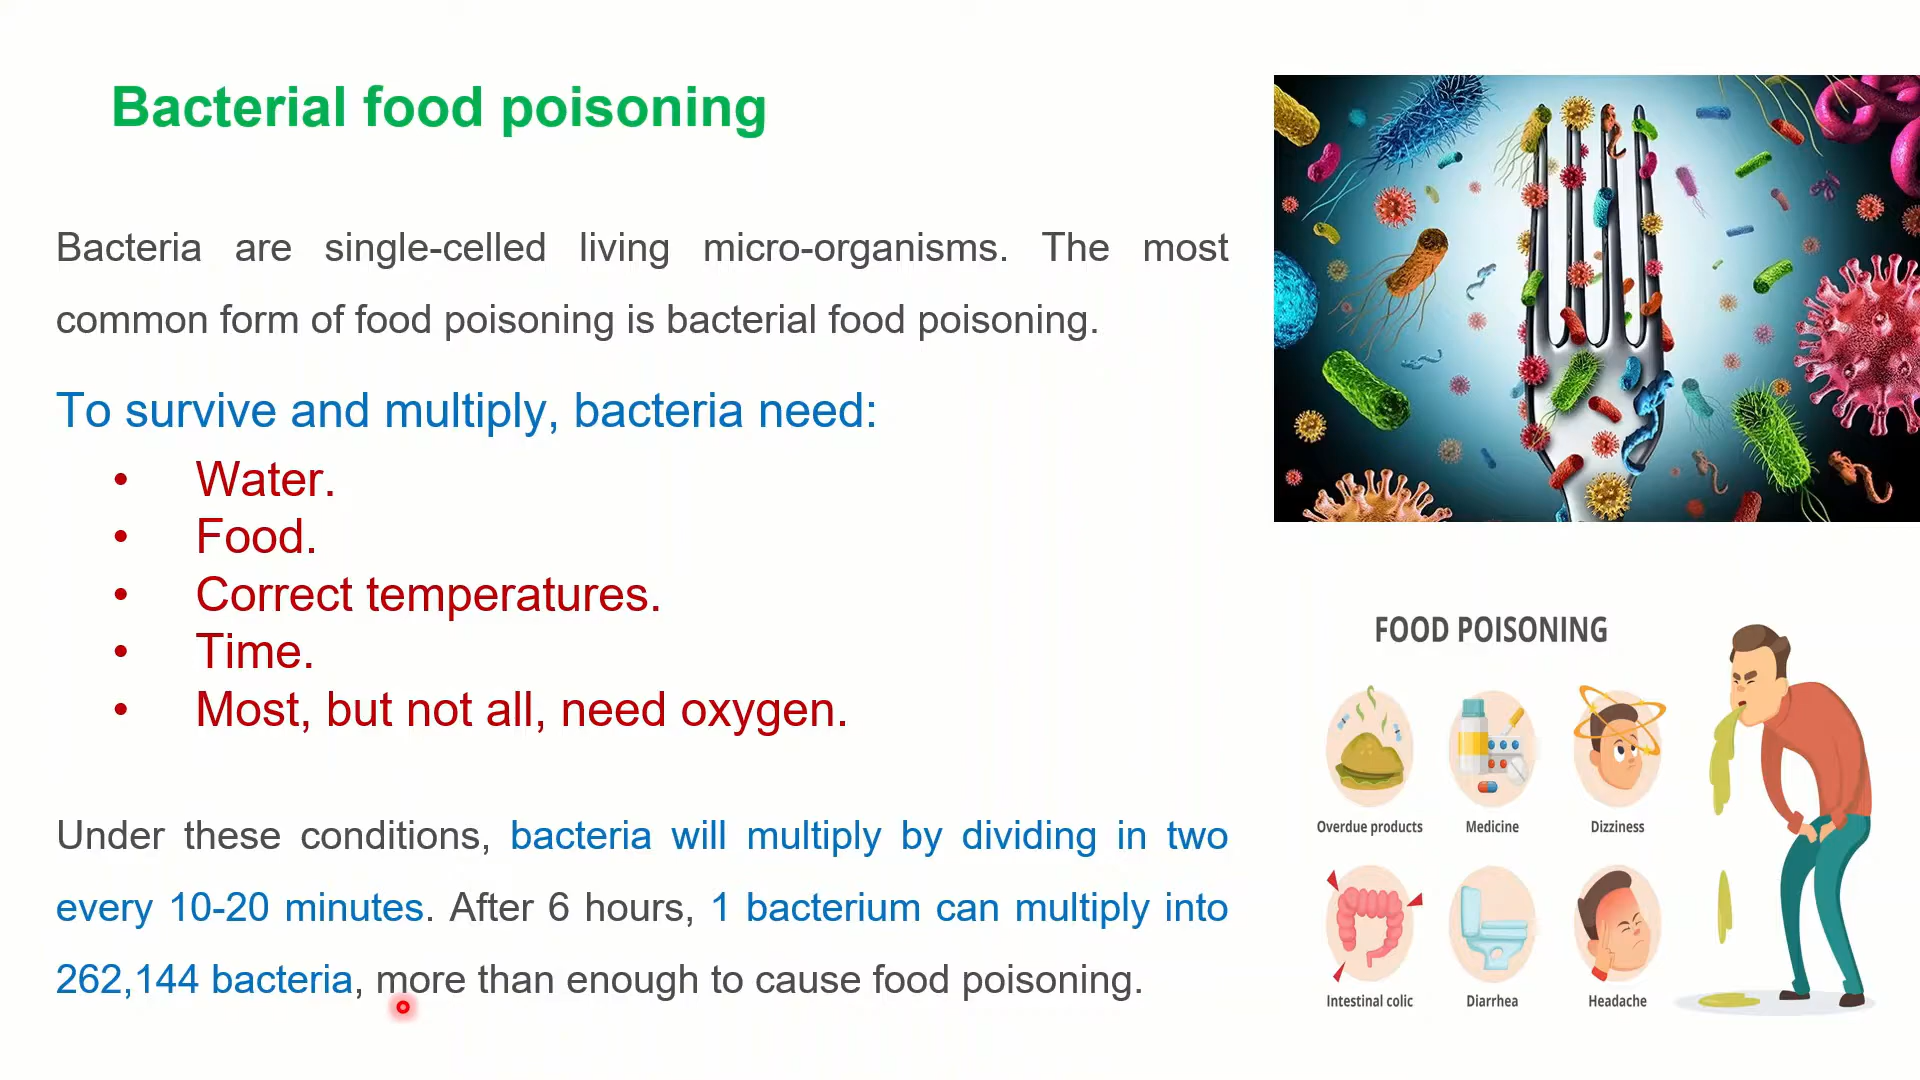 Bacterial food poisoning
Bacteria are single-celled living micro-organisms. The most
common form of food poisoning is bacterial food poisoning.
To survive and multiply, bacteria need:
• Water.
• Food.
• Correct temperatures.
• Time.
• Most, but not all, need oxygen.
Under these conditions, bacteria will multiply by dividing in two
every 10-20 minutes. After 6 hours, 1 bacterium can multiply into
262,144 bacteria, more than enough to cause food poisoning.
FOOD POISONING
Overdue products
Medicine
Dizziness
Intestinal colic
Diarrhea
Headache